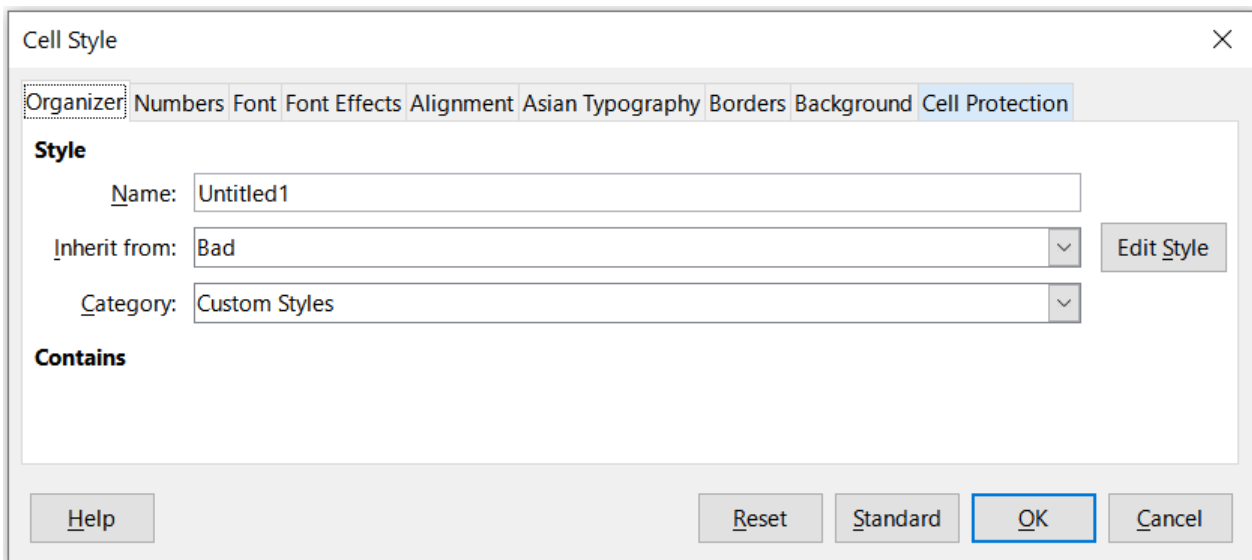 Cell Style
Organizer Numbers Font Font Effects Alignment Asian Typography Borders Background Cell Protection
Style
Name: Untitled1
Inherit from: Bad Edit Style
Category: Custom Styles
Contains
Help Reset Standard OK Cancel